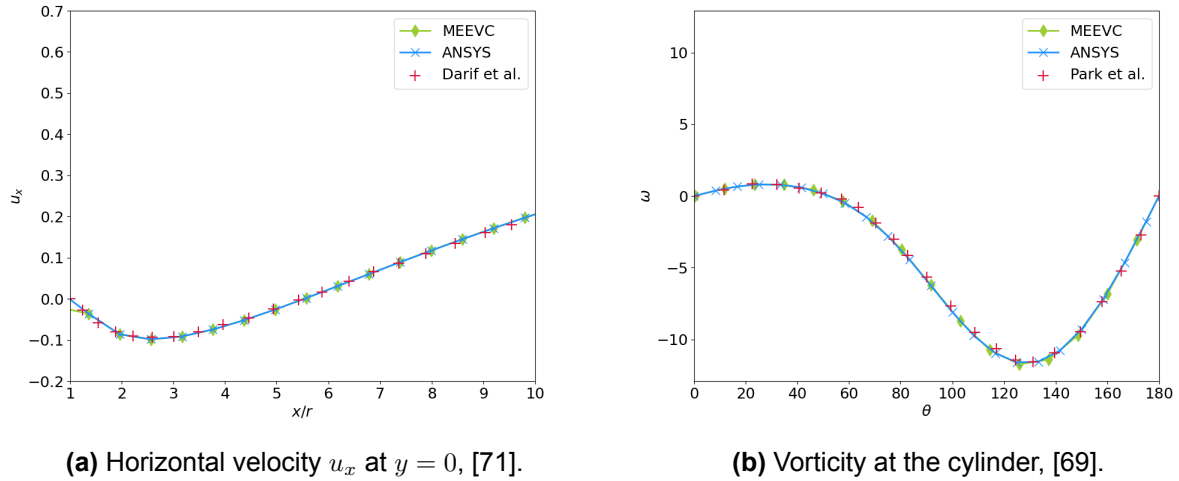 0.7
0.6
0.5
0.4
0.3
0.2
0.1
0.0
−0.1
−0.2
u_x
1 2 3 4 5 6 7 8 9 10
x/r
MEEVC
ANSYS
Darif et al.
(a) Horizontal velocity u_x at y = 0, [71].
10
5
0
−5
−10
ω
0 20 40 60 80 100 120 140 160 180
θ
MEEVC
ANSYS
Park et al.
(b) Vorticity at the cylinder, [69].